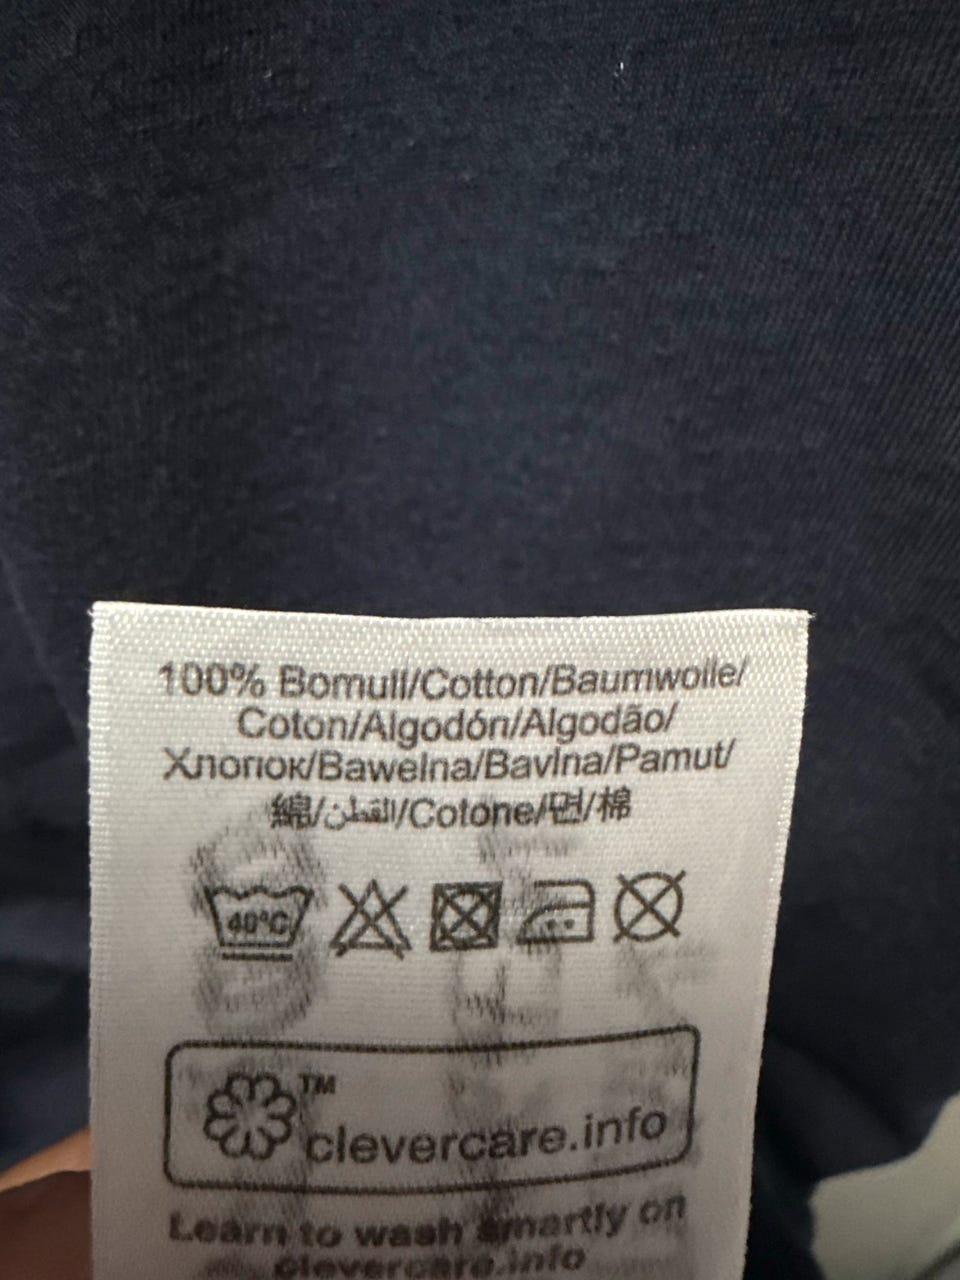 100% Bomull/Cotton/Baumwolle/
Coton/Algodón/Algodão/
Хлопок/Bawełna/Bavlna/Pamut/
綿/القطن/Cotone/면/棉
40°C
TM
clevercare.info
Learn to wash smartly on
clevercare.info